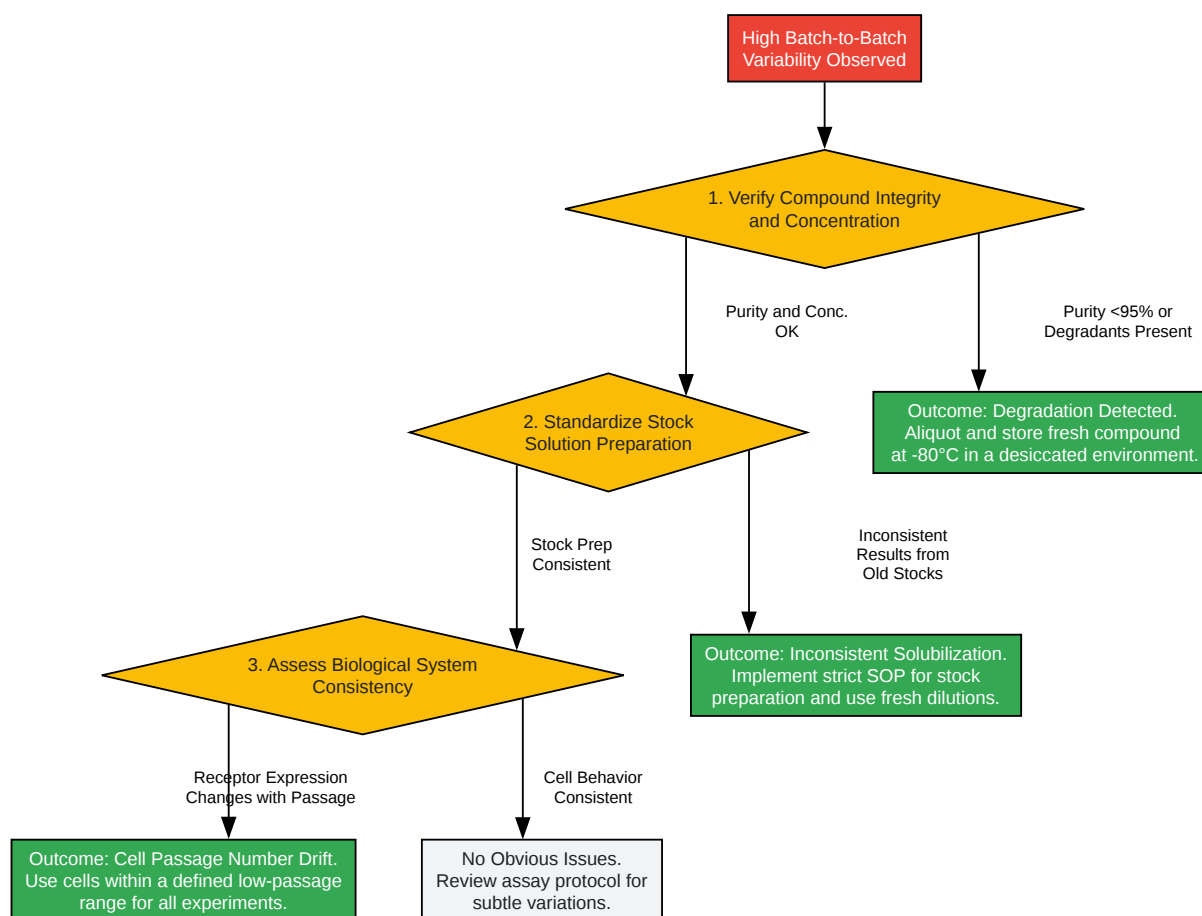 High Batch-to-Batch
Variability Observed
1. Verify Compound Integrity
and Concentration
Purity and Conc.
OK
Purity <95% or
Degradants Present
2. Standardize Stock
Solution Preparation
Outcome: Degradation Detected.
Aliquot and store fresh compound
at -80°C in a desiccated environment.
Stock Prep
Consistent
Inconsistent
Results from
Old Stocks
3. Assess Biological System
Consistency
Outcome: Inconsistent Solubilization.
Implement strict SOP for stock
preparation and use fresh dilutions.
Receptor Expression
Changes with Passage
Cell Behavior
Consistent
Outcome: Cell Passage Number Drift.
Use cells within a defined low-passage
range for all experiments.
No Obvious Issues.
Review assay protocol for
subtle variations.